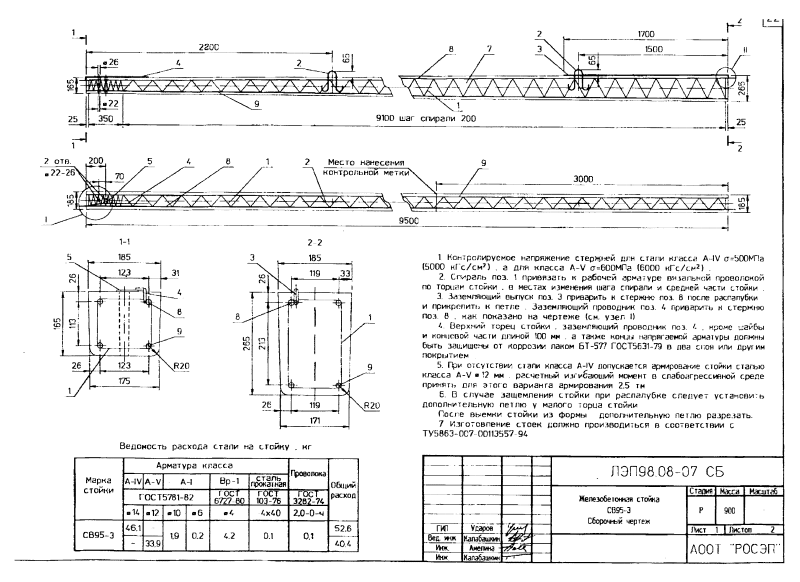 22
1
2
2200
1700
1500
65
65
ø26
4
2
2
3
8
7
II
165
265
ø22
9
1
25
350
9100 шаг спирали 200
25
1
2
2 отв.
ø22-26
200
70
5
4
8
1
2
Место нанесения
контрольной метки
9
3000
185
185
I
9500
1-1
185
123
31
5
26
4
8
9
165
113
26
123
R20
1
175
2-2
185
119
33
3
26
8
1
265
213
9
26
119
R20
171
1 Контролируемое напряжение стержней для стали класса А-IV σ=500МПа
(5000 кГс/см²) , а для класса А-V σ=600МПа (6000 кГс/см²) .
2. Спираль поз. 1 привязать к рабочей арматуре вязальной проволокой
по торцам стойки , в местах изменения шага спирали и средней части стойки .
3. Заземляющий выпуск поз. 3 приварить к стержню поз. 8 после распалубки
и прикрепить к петле . Заземляющий проводник поз. 4 приварить к стержню
поз. 8 , как показано на чертеже (см. узел I)
4. Верхний торец стойки , заземляющий проводник поз. 4 , кроме шайбы
и концевой части длиной 100 мм , а также концы напрягаемой арматуры должны
быть защищены от коррозии лаком БТ-577 ГОСТ5631-79 в два слоя или другим
покрытием
5. При отсутствии стали класса А-IV допускается армирование стойки сталью
класса А-V ø12 мм , расчетный изгибающий момент в слабоагрессивной среде
принять для этого варианта армирования 2,5 тм
6. В случае защемления стойки при распалубке следует установить
дополнительную петлю у малого торца стойки
После выемки стойки из формы дополнительную петлю разрезать.
7 Изготовление стоек должно производиться в соответствии с
ТУ5863-007-00113557-94
Ведомость расхода стали на стойку , кг
Марка стойки
Арматура класса
Проволока
Общий расход
А-IV А-V А-I Вр-1 сталь прокатная
ГОСТ5781-82 ГОСТ 6727-80 ГОСТ 103-76 ГОСТ 3282-74
ø14 ø12 ø10 ø6 ø4 4х40 2,0-0-ч
СВ95-3 46.1 1.9 0.2 4.2 0.1 0,1 52.6
- 33.9 40.4
ЛЭП98.08-07 СБ
Железобетонная стойка
СВ95-3
Сборочный чертеж
Стадия Масса Масштаб
Р 900
Лист 1 Листов 2
АООТ "РОСЭП"
ГИП Ударов
Вед. инж Калабашкин
Инж. Амелина
Инж Калабашкин